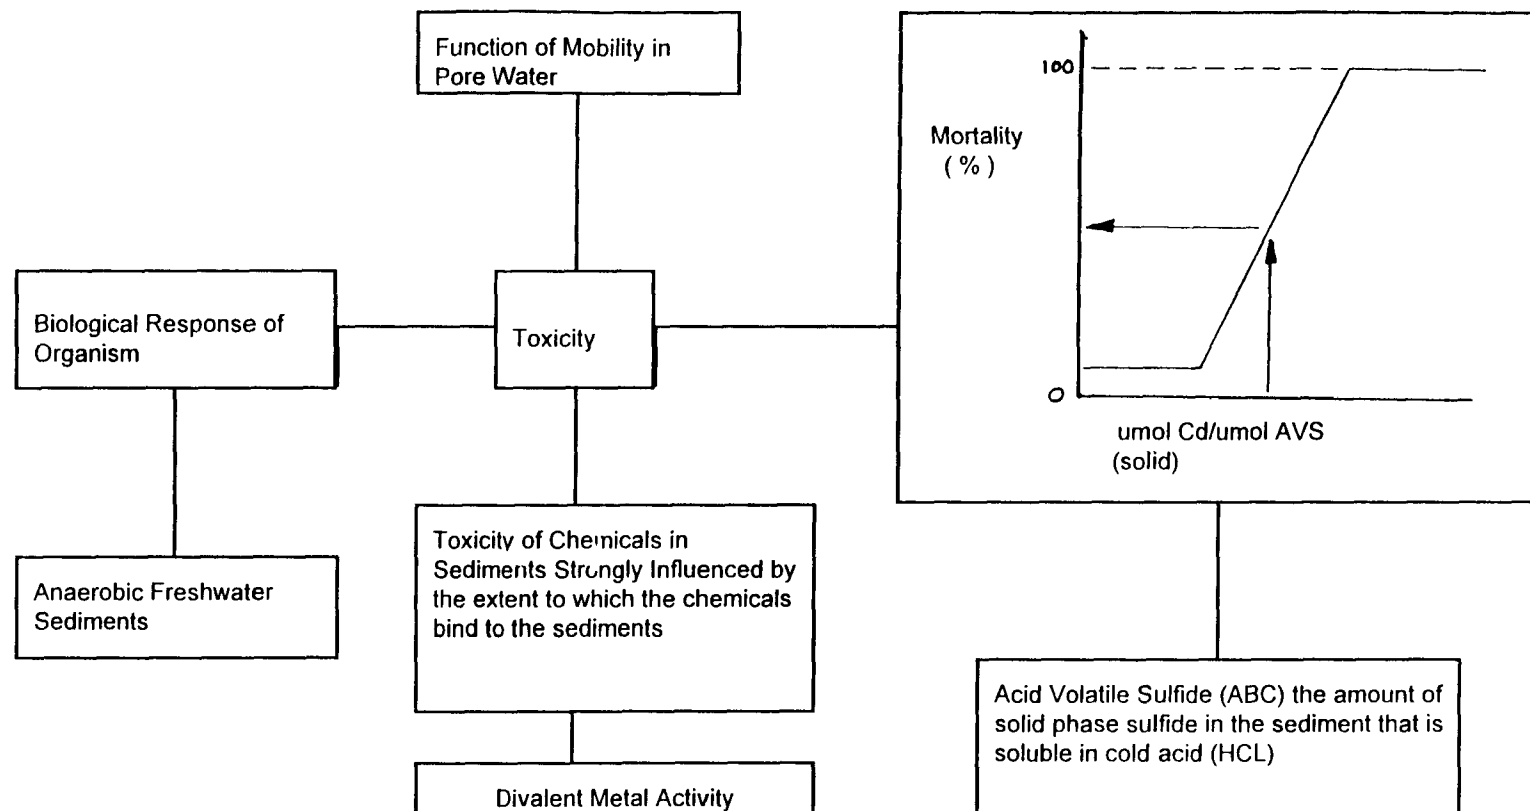 Function of Mobility in
Pore Water
100
Mortality
( % )
0
umol Cd/umol AVS
(solid)
Biological Response of
Organism
Toxicity
Anaerobic Freshwater
Sediments
Toxicity of Chemicals in
Sediments Strongly Influenced by
the extent to which the chemicals
bind to the sediments
Acid Volatile Sulfide (ABC) the amount of
solid phase sulfide in the sediment that is
soluble in cold acid (HCL)
Divalent Metal Activity